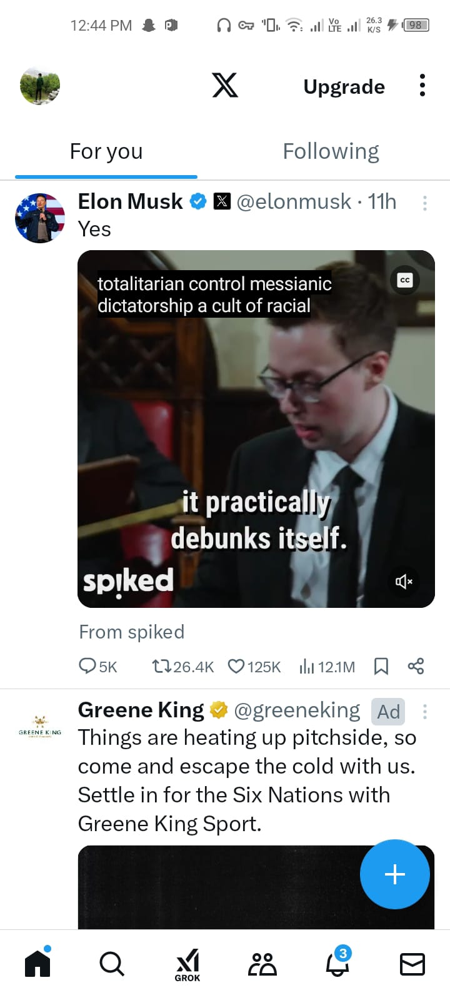 12:44 PM
Vo
LTE
26.3
K/S
98
X
Upgrade
For you
Following
Elon Musk X @elonmusk · 11h
Yes
totalitarian control messianic
dictatorship a cult of racial
cc
it practically
debunks itself.
spiked
From spiked
5K 26.4K 125K 12.1M
Greene King @greeneking Ad
GREENE KING
Things are heating up pitchside, so
come and escape the cold with us.
Settle in for the Six Nations with
Greene King Sport.
+
GROK
3